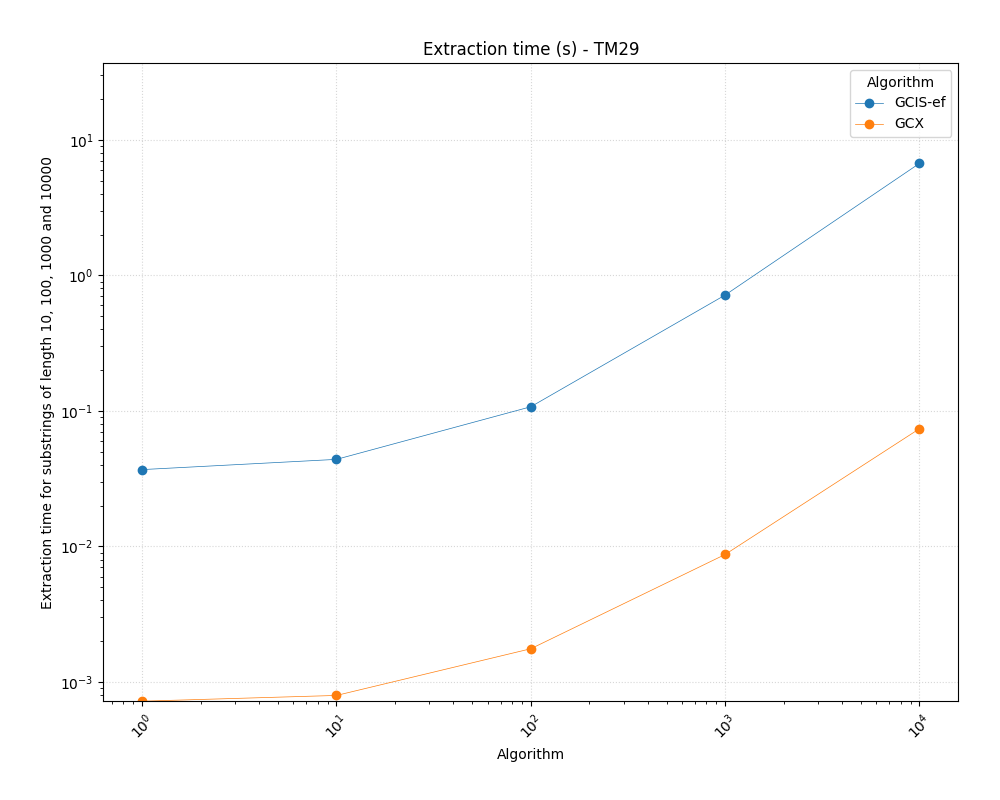 Extraction time (s) - TM29
Algorithm
GCIS-ef
GCX
Extraction time for substrings of length 10, 100, 1000 and 10000
10¹
10⁰
10⁻¹
10⁻²
10⁻³
10⁰ 10¹ 10² 10³ 10⁴
Algorithm